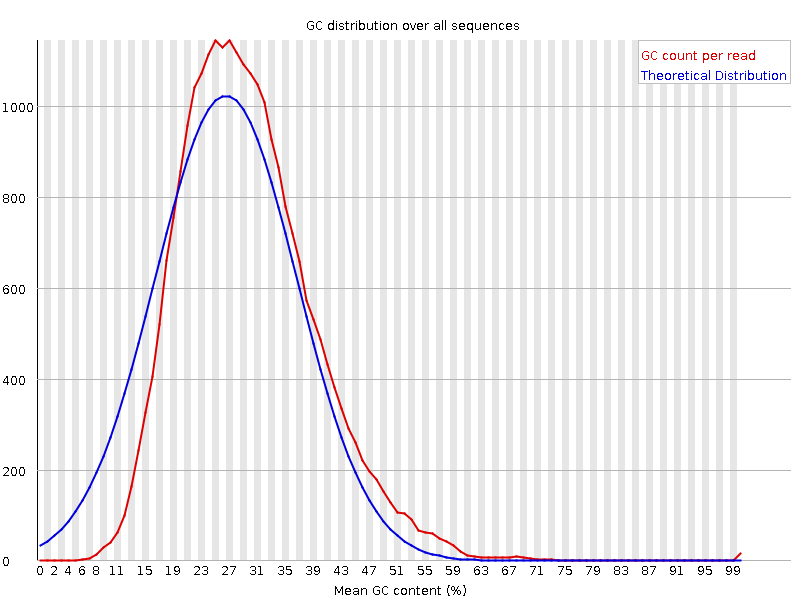 GC distribution over all sequences
GC count per read
Theoretical Distribution
1000
800
600
400
200
0
0 2 4 6 8 11 15 19 23 27 31 35 39 43 47 51 55 59 63 67 71 75 79 83 87 91 95 99
Mean GC content (%)